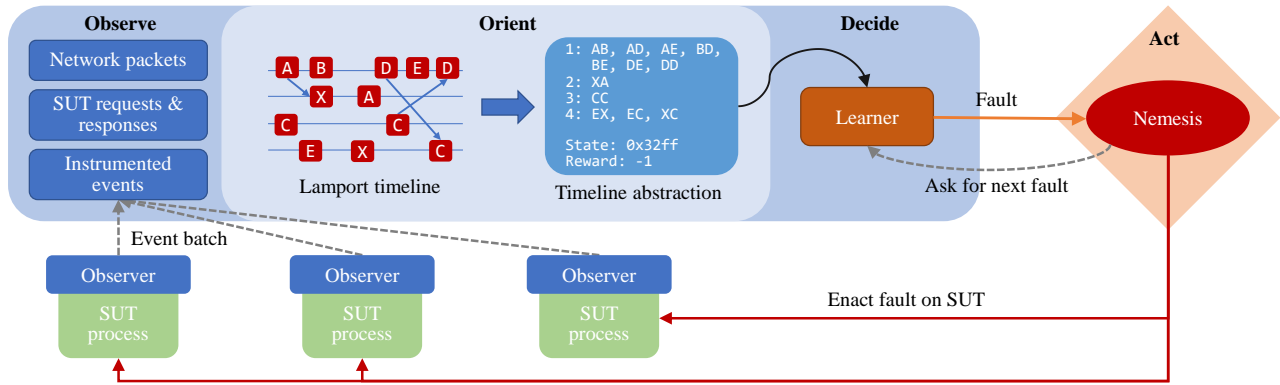 Observe
Orient
Decide
Act
Network packets
SUT requests &
responses
Instrumented
events
A B D E D
X A
C C
E X C
Lamport timeline
1: AB, AD, AE, BD,
BE, DE, DD
2: XA
3: CC
4: EX, EC, XC
State: 0x32ff
Reward: -1
Timeline abstraction
Learner
Fault
Nemesis
Ask for next fault
Event batch
Observer
SUT
process
Observer
SUT
process
Observer
SUT
process
Enact fault on SUT